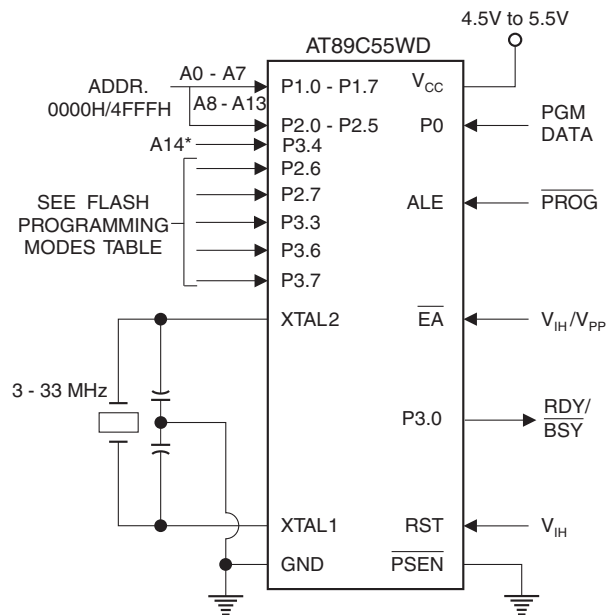 4.5V to 5.5V
AT89C55WD
ADDR.
0000H/4FFFH
A0 - A7
P1.0 - P1.7
VCC
A8 - A13
P2.0 - P2.5
P0
PGM
DATA
A14*
P3.4
P2.6
P2.7
ALE
PROG
SEE FLASH
PROGRAMMING
MODES TABLE
P3.3
P3.6
P3.7
XTAL2
EA
VIH/VPP
3 - 33 MHz
P3.0
RDY/
BSY
XTAL1
RST
VIH
GND
PSEN